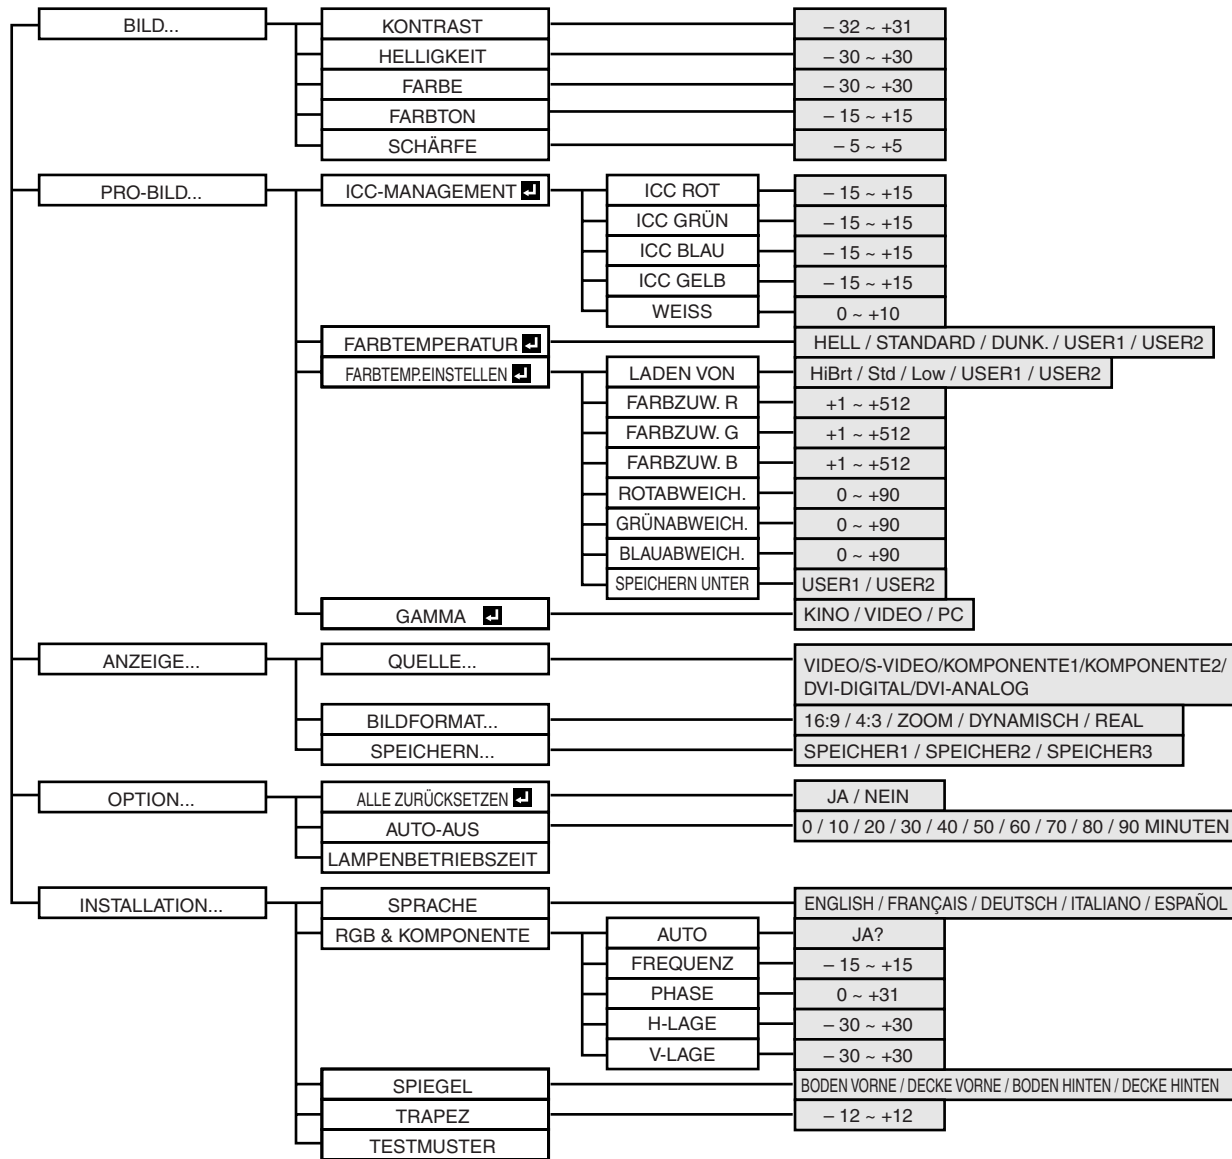 BILD...
KONTRAST
– 32 ~ +31
HELLIGKEIT
– 30 ~ +30
FARBE
– 30 ~ +30
FARBTON
– 15 ~ +15
SCHÄRFE
– 5 ~ +5
PRO-BILD...
ICC-MANAGEMENT
ICC ROT
– 15 ~ +15
ICC GRÜN
– 15 ~ +15
ICC BLAU
– 15 ~ +15
ICC GELB
– 15 ~ +15
WEISS
0 ~ +10
FARBTEMPERATUR
HELL / STANDARD / DUNK. / USER1 / USER2
FARBTEMP.EINSTELLEN
LADEN VON
HiBrt / Std / Low / USER1 / USER2
FARBZUW. R
+1 ~ +512
FARBZUW. G
+1 ~ +512
FARBZUW. B
+1 ~ +512
ROTABWEICH.
0 ~ +90
GRÜNABWEICH.
0 ~ +90
BLAUABWEICH.
0 ~ +90
SPEICHERN UNTER
USER1 / USER2
GAMMA
KINO / VIDEO / PC
ANZEIGE...
QUELLE...
VIDEO/S-VIDEO/KOMPONENTE1/KOMPONENTE2/
DVI-DIGITAL/DVI-ANALOG
BILDFORMAT...
16:9 / 4:3 / ZOOM / DYNAMISCH / REAL
SPEICHERN...
SPEICHER1 / SPEICHER2 / SPEICHER3
OPTION...
ALLE ZURÜCKSETZEN
JA / NEIN
AUTO-AUS
0 / 10 / 20 / 30 / 40 / 50 / 60 / 70 / 80 / 90 MINUTEN
LAMPENBETRIEBSZEIT
INSTALLATION...
SPRACHE
ENGLISH / FRANÇAIS / DEUTSCH / ITALIANO / ESPAÑOL
RGB & KOMPONENTE
AUTO
JA?
FREQUENZ
– 15 ~ +15
PHASE
0 ~ +31
H-LAGE
– 30 ~ +30
V-LAGE
– 30 ~ +30
SPIEGEL
BODEN VORNE / DECKE VORNE / BODEN HINTEN / DECKE HINTEN
TRAPEZ
– 12 ~ +12
TESTMUSTER